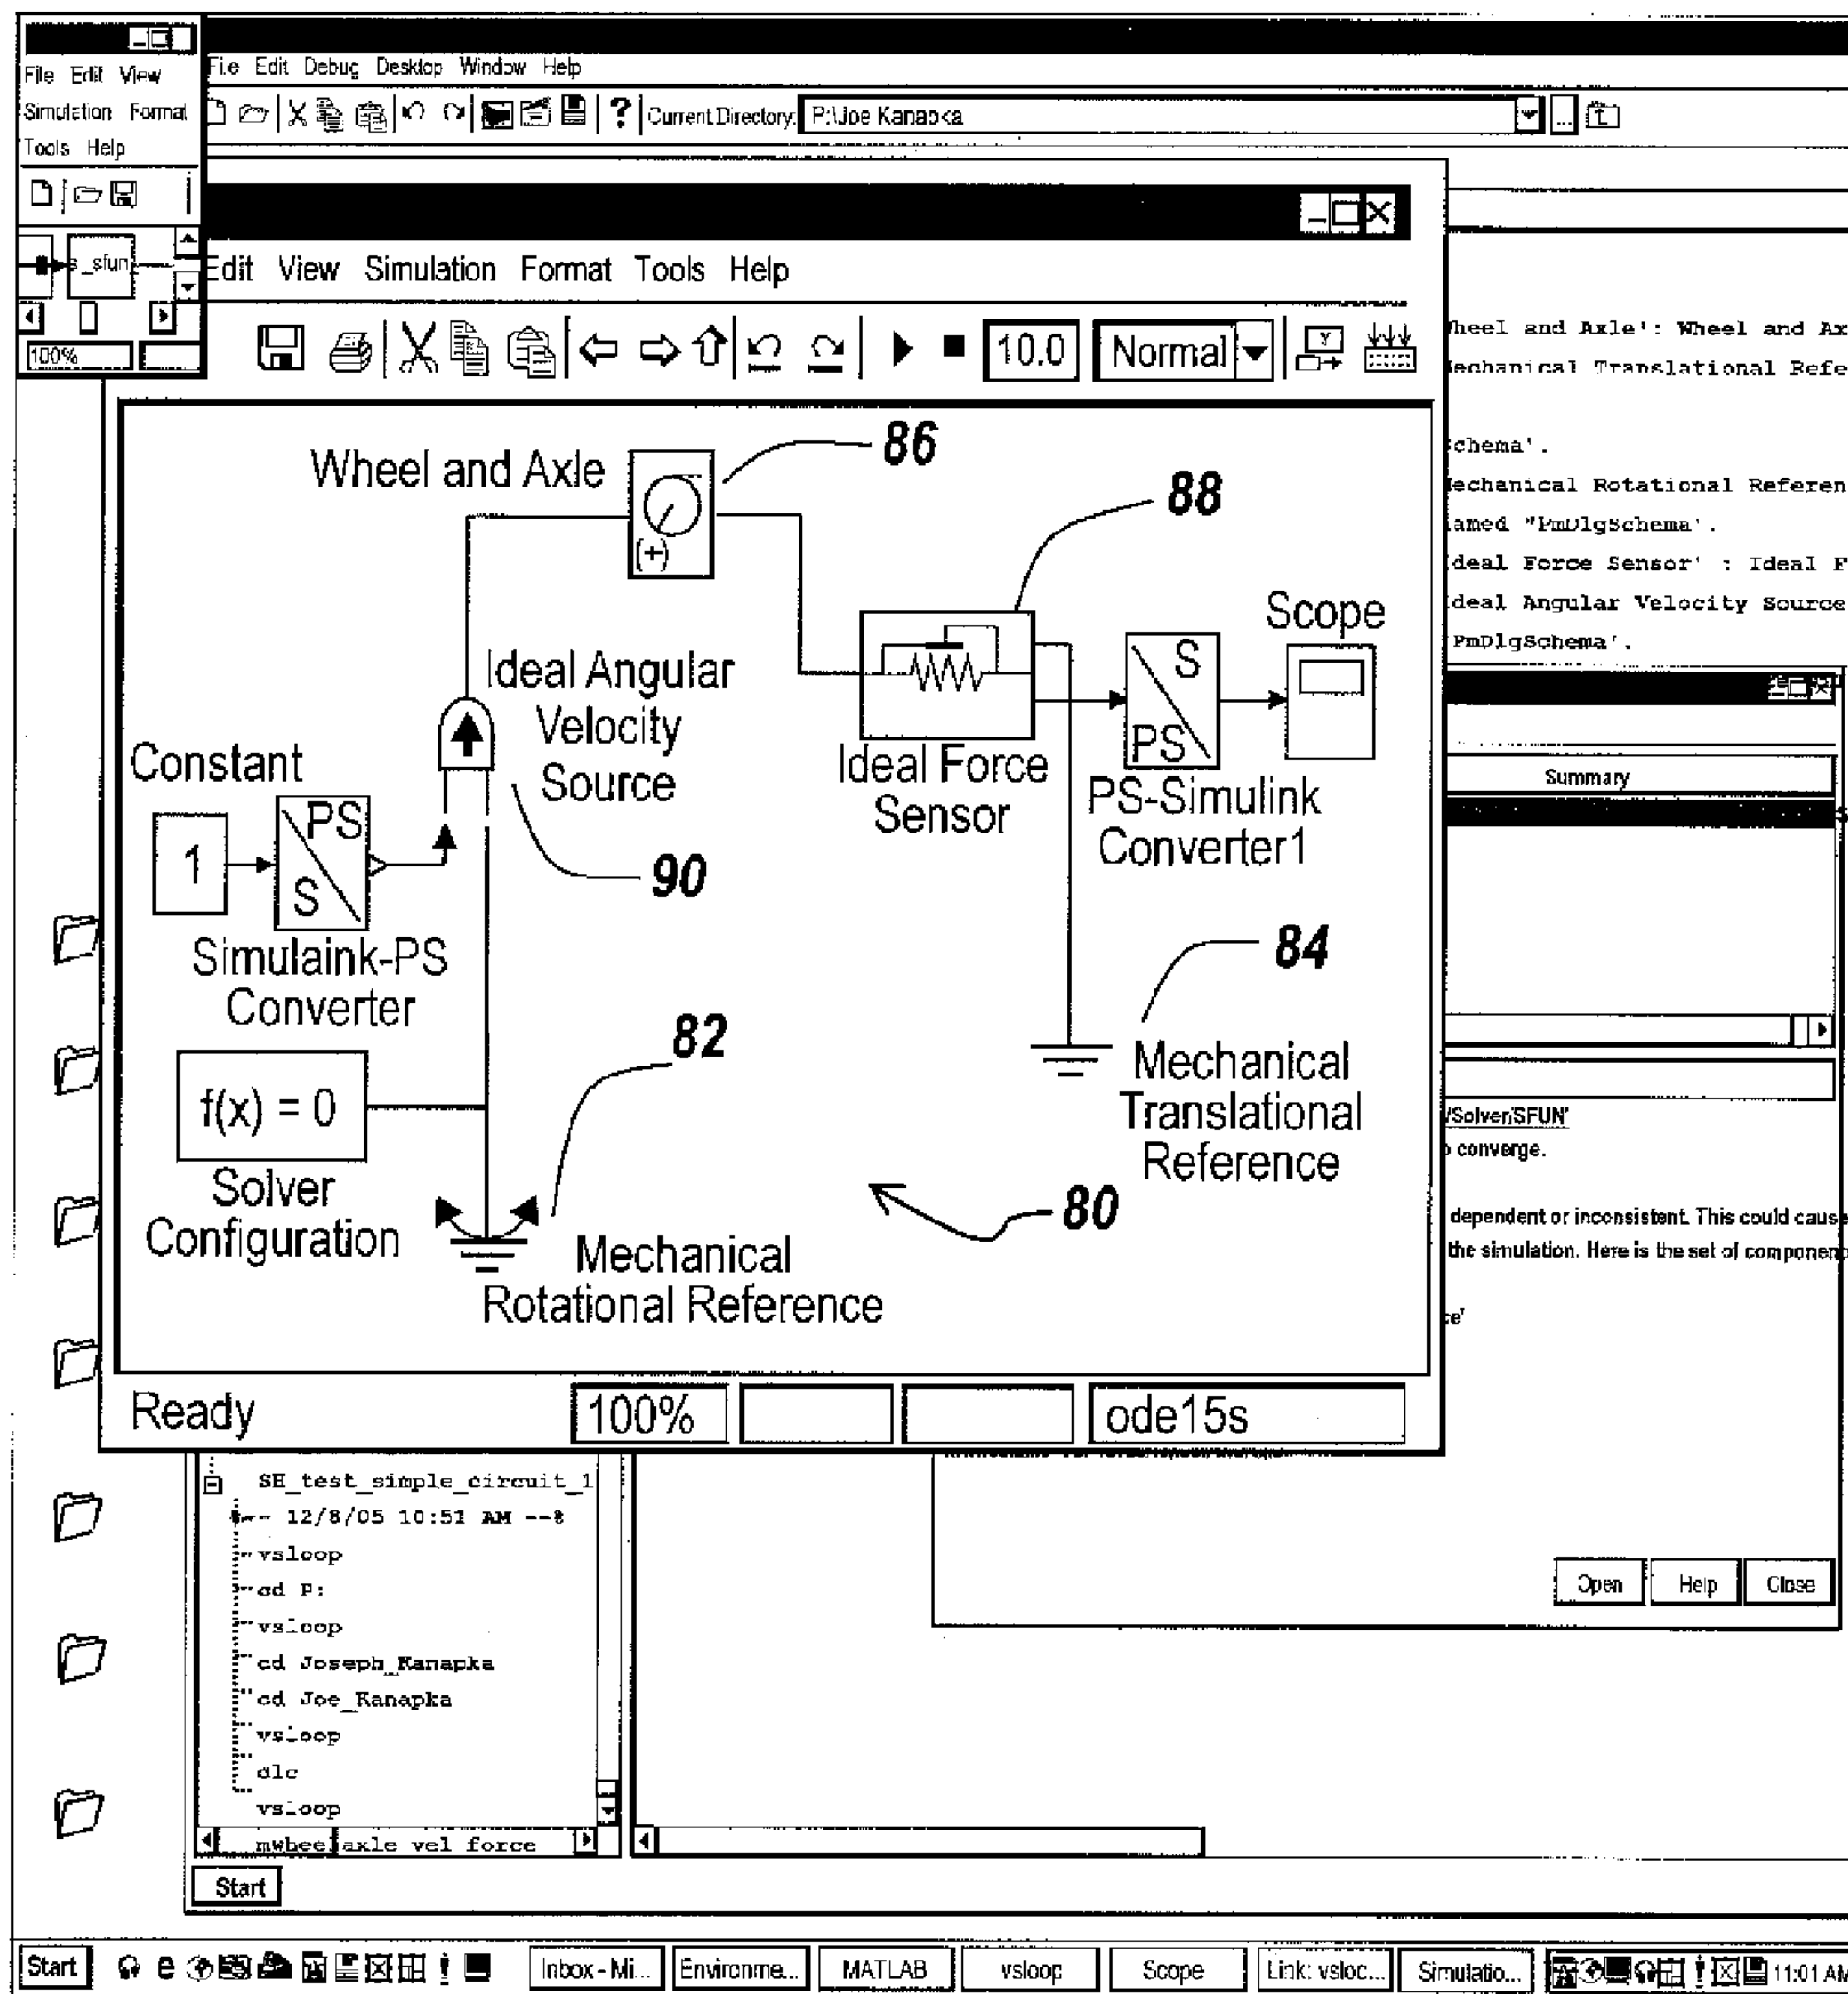 File Edit View
Simulation Format
Tools Help
File Edit Debug Desktop Window Help
? Current Directory: P:\Joe Kanapka
s_sfun
100%
Edit View Simulation Format Tools Help
10.0 Normal
Wheel and Axle
86
88
Scope
S
PS
Ideal Angular
Velocity
Source
Ideal Force
Sensor
PS-Simulink
Converter1
Constant
1
PS
S
90
Simulaink-PS
Converter
84
82
f(x) = 0
Solver
Configuration
Mechanical
Translational
Reference
80
Mechanical
Rotational Reference
Ready 100% ode15s
heel and Axle': Wheel and Ax
echanical Translational Refe
chema'.
echanical Rotational Referen
amed "PmDlgSchema'.
deal Force Sensor' : Ideal F
deal Angular Velocity Source
PmDlgSchema'.
Summary
/Solver/SFUN'
converge.
dependent or inconsistent. This could cause
the simulation. Here is the set of componen
ce'
Open Help Close
SE_test_simple_circuit_1
-- 12/8/05 10:51 AM --%
vsloop
cd P:
vsloop
cd Joseph_Kanapka
cd Joe_Kanapka
vsloop
clc
vsloop
mwheel axle vel force
Start
Start Inbox - Mi... Environme... MATLAB vsloop Scope Link: vsloc... Simulatio... 11:01 AM